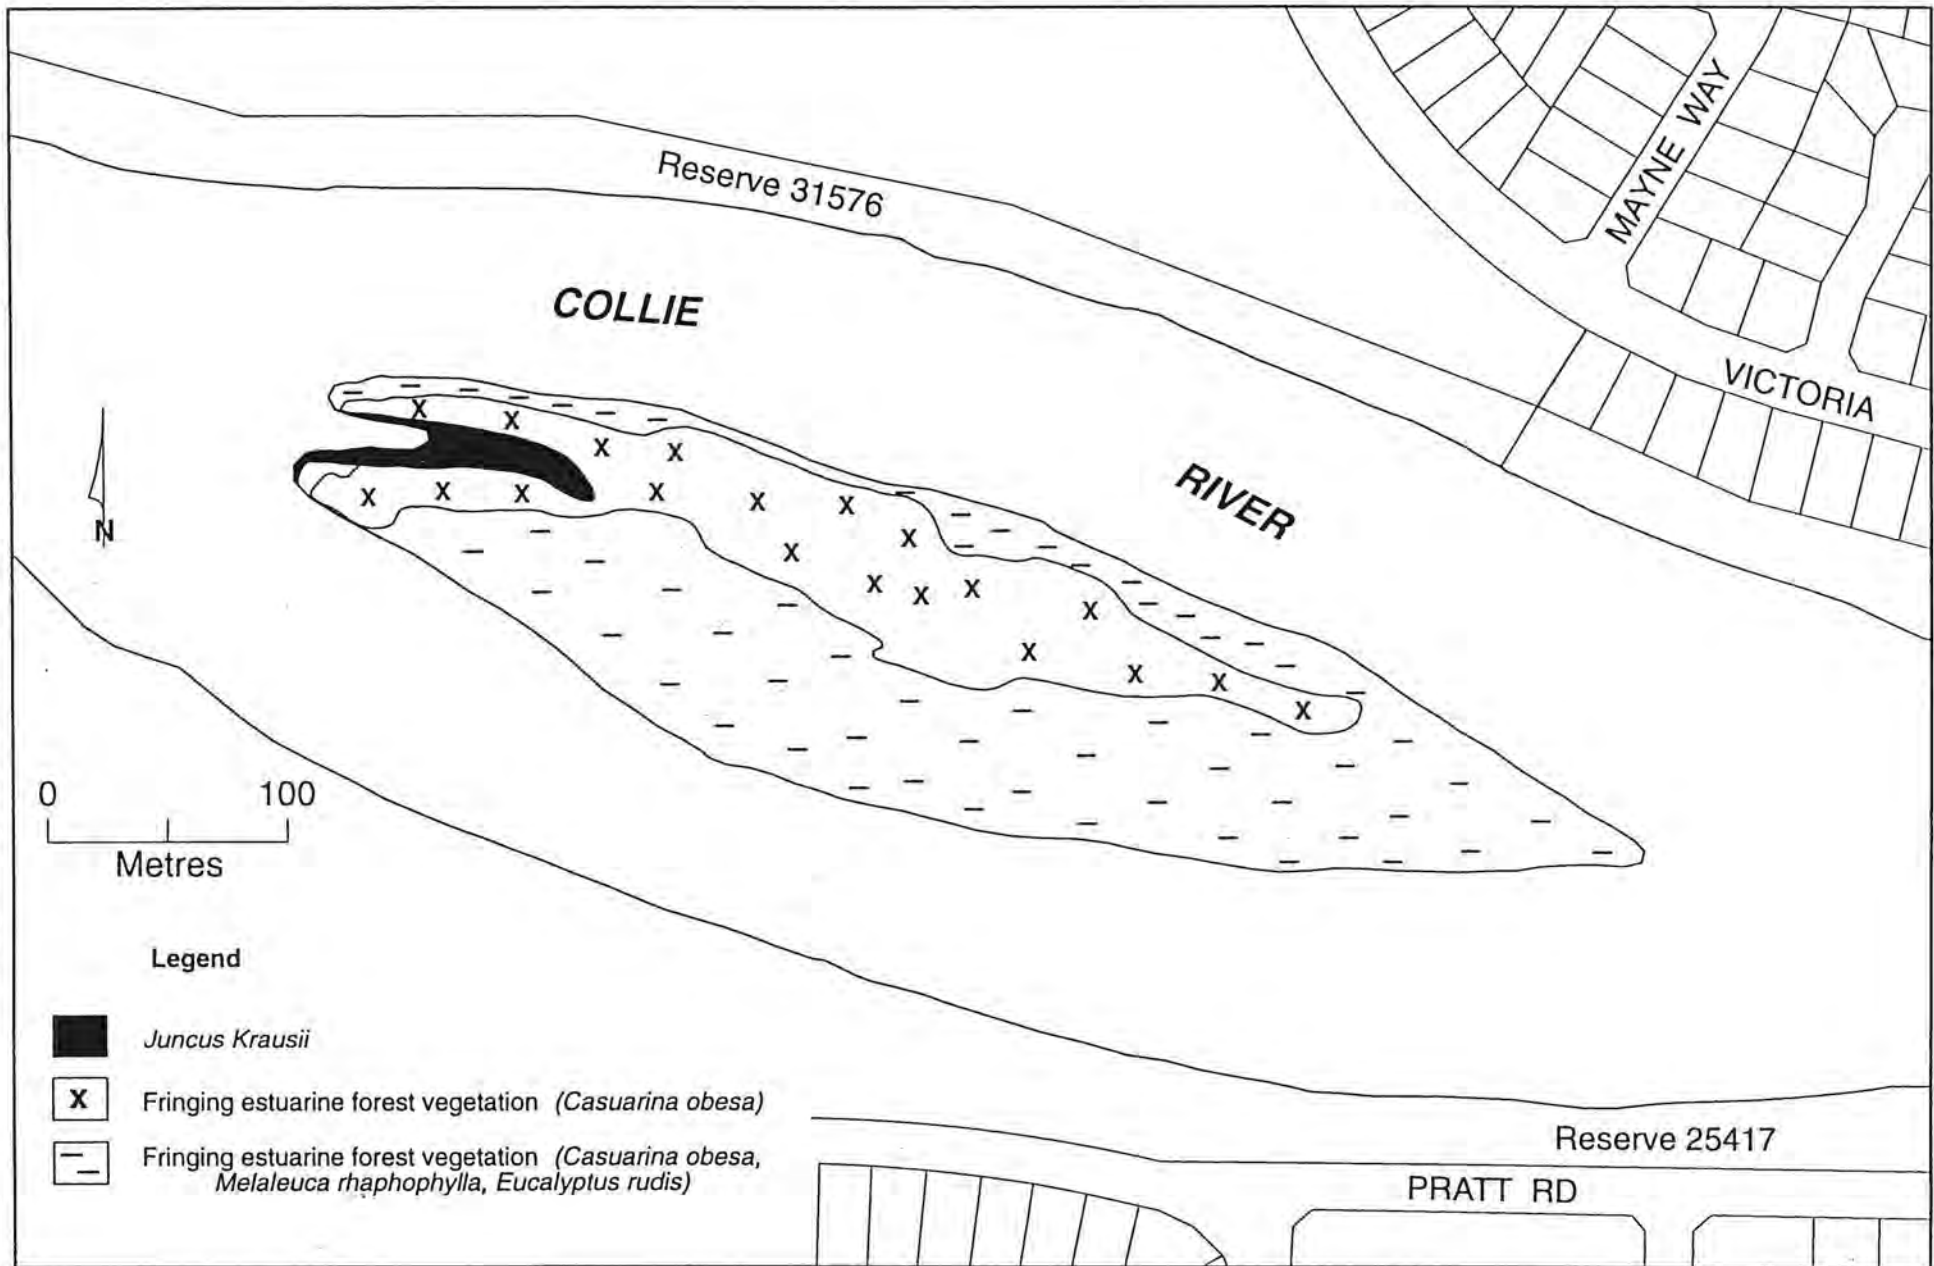 Reserve 31576
MAYNE WAY
COLLIE
VICTORIA
RIVER
N
0 100
Metres
Legend
Juncus Krausii
X Fringing estuarine forest vegetation (Casuarina obesa)
Fringing estuarine forest vegetation (Casuarina obesa,
Melaleuca rhaphophylla, Eucalyptus rudis)
Reserve 25417
PRATT RD